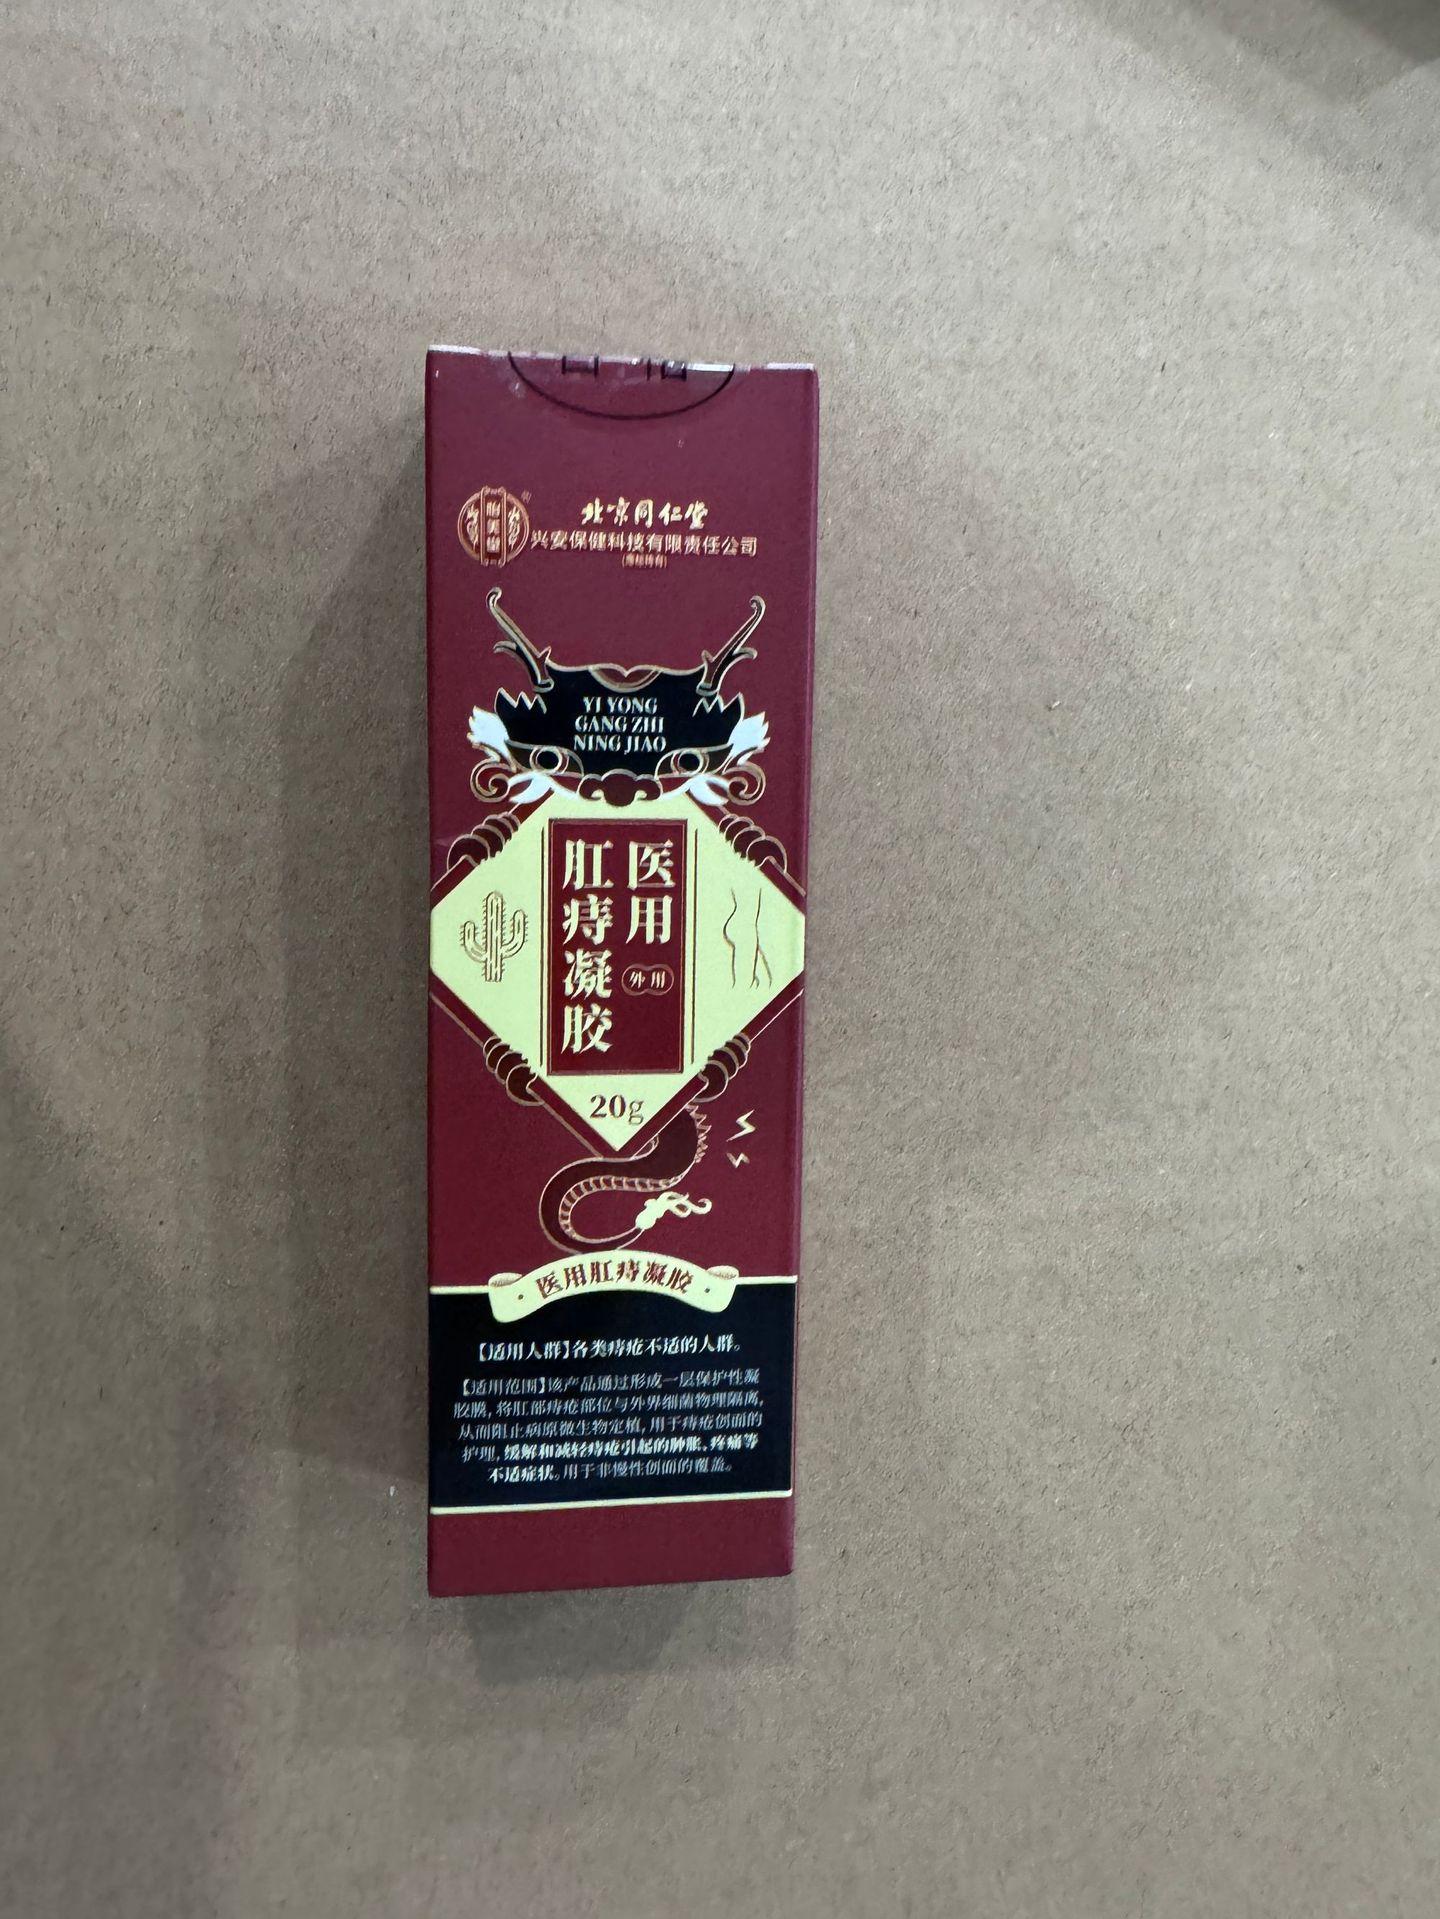 怡美堂
北京同仁堂
兴安保健科技有限责任公司
YI YONG
GANG ZHI
NING JIAO
医用
外用
肛痔凝胶
20g
·医用肛痔凝胶·
【适用人群】各类痔疮不适的人群。
【适用范围】该产品通过形成一层保护性凝
胶膜,将肛部痔疮部位与外界细菌物理隔离,
从而阻止病原微生物定植,用于痔疮创面的
护理,缓解和减轻痔疮引起的肿胀、疼痛等
不适症状。用于非慢性创面的覆盖。